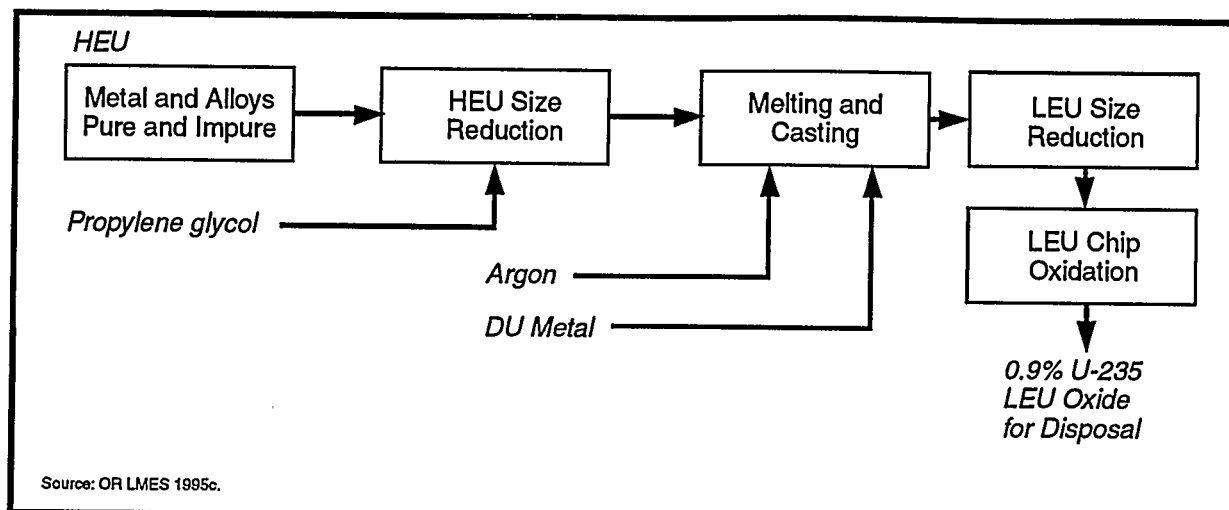 HEU
Metal and Alloys
Pure and Impure
HEU Size
Reduction
Melting and
Casting
LEU Size
Reduction
Propylene glycol
Argon
DU Metal
LEU Chip
Oxidation
0.9% U-235
LEU Oxide
for Disposal
Source: OR LMES 1995c.